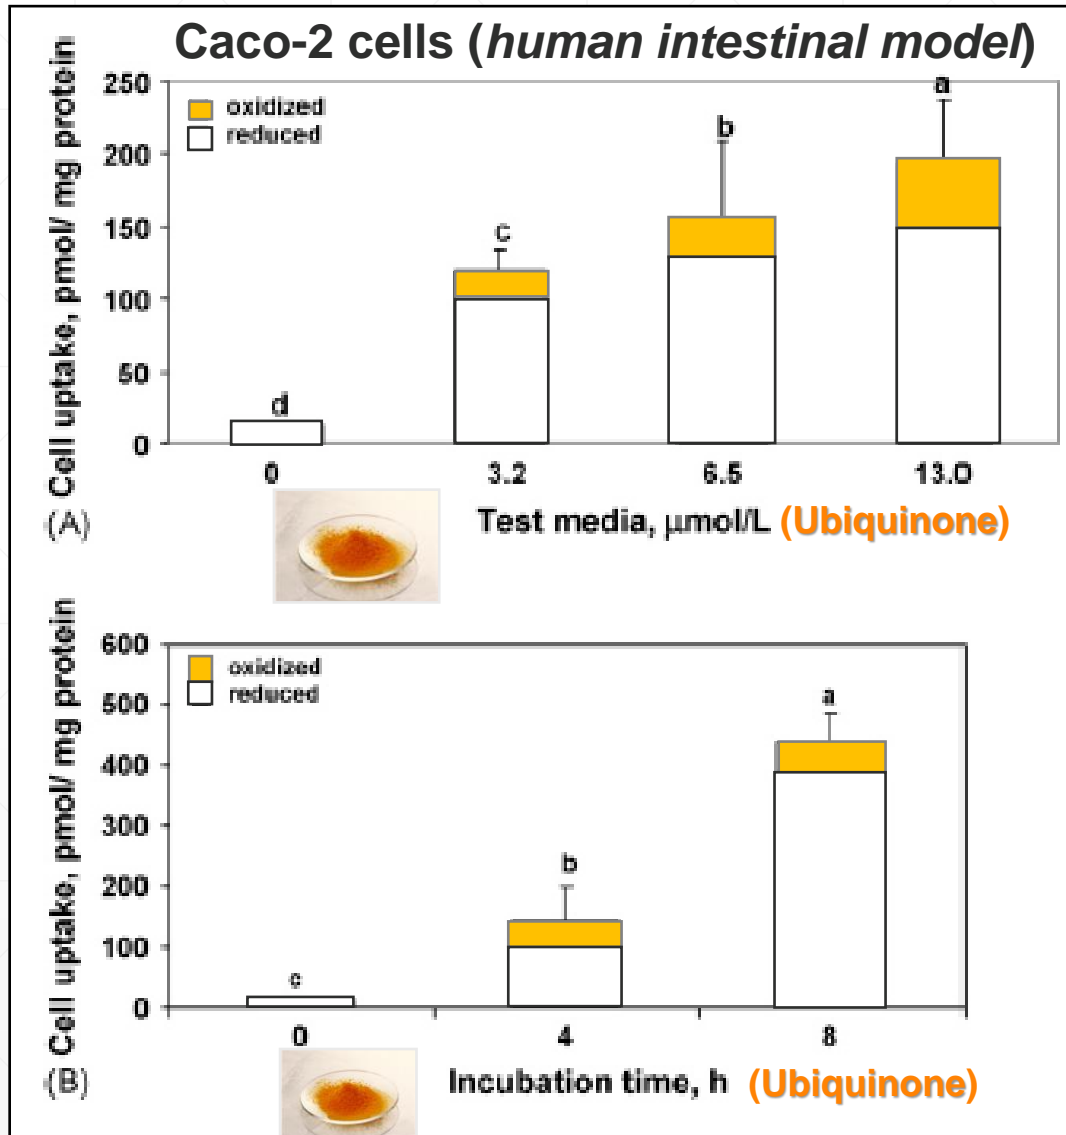 Caco-2 cells (human intestinal model)
Cell uptake, pmol/ mg protein
250
200
150
100
50
0
oxidized
reduced
d
c
b
a
0 3.2 6.5 13.0
(A)
Test media, µmol/L (Ubiquinone)
Cell uptake, pmol/ mg protein
600
500
400
300
200
100
0
oxidized
reduced
c
b
a
0 4 8
(B)
Incubation time, h (Ubiquinone)